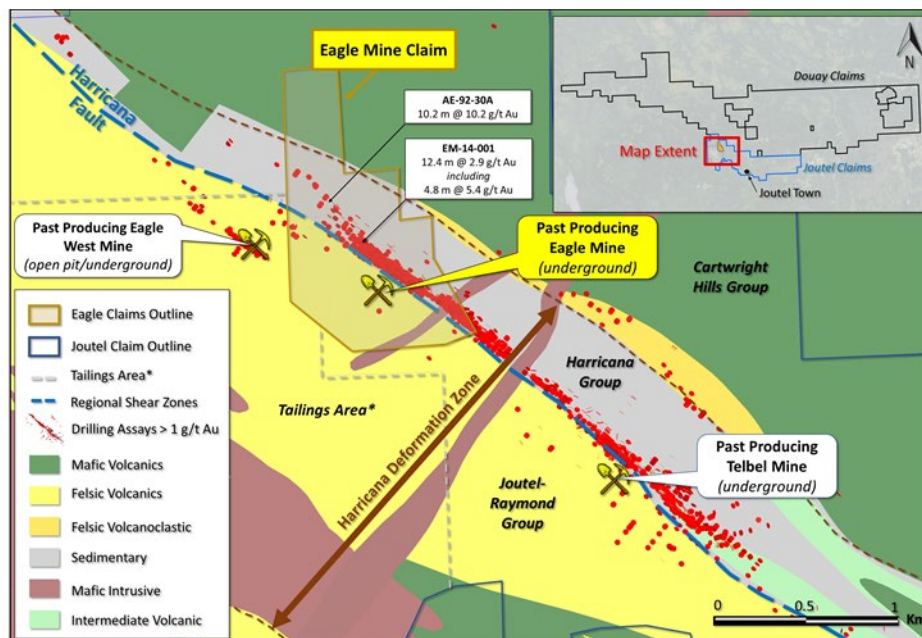 Eagle Mine Claim
N
Douay Claims
Map Extent
Joutel Claims
Joutel Town
Harricana
Fault
AE-92-30A
10.2 m @ 10.2 g/t Au
EM-14-001
12.4 m @ 2.9 g/t Au
including
4.8 m @ 5.4 g/t Au
Past Producing Eagle
West Mine
(open pit/underground)
Past Producing
Eagle Mine
(underground)
Cartwright
Hills Group
Harricana
Group
Eagle Claims Outline
Joutel Claim Outline
Tailings Area*
Regional Shear Zones
Drilling Assays > 1 g/t Au
Mafic Volcanics
Felsic Volcanics
Felsic Volcanoclastic
Sedimentary
Mafic Intrusive
Intermediate Volcanic
Tailings Area*
Harricana Deformation Zone
Joutel-
Raymond
Group
Past Producing
Telbel Mine
(underground)
0 0.5 1